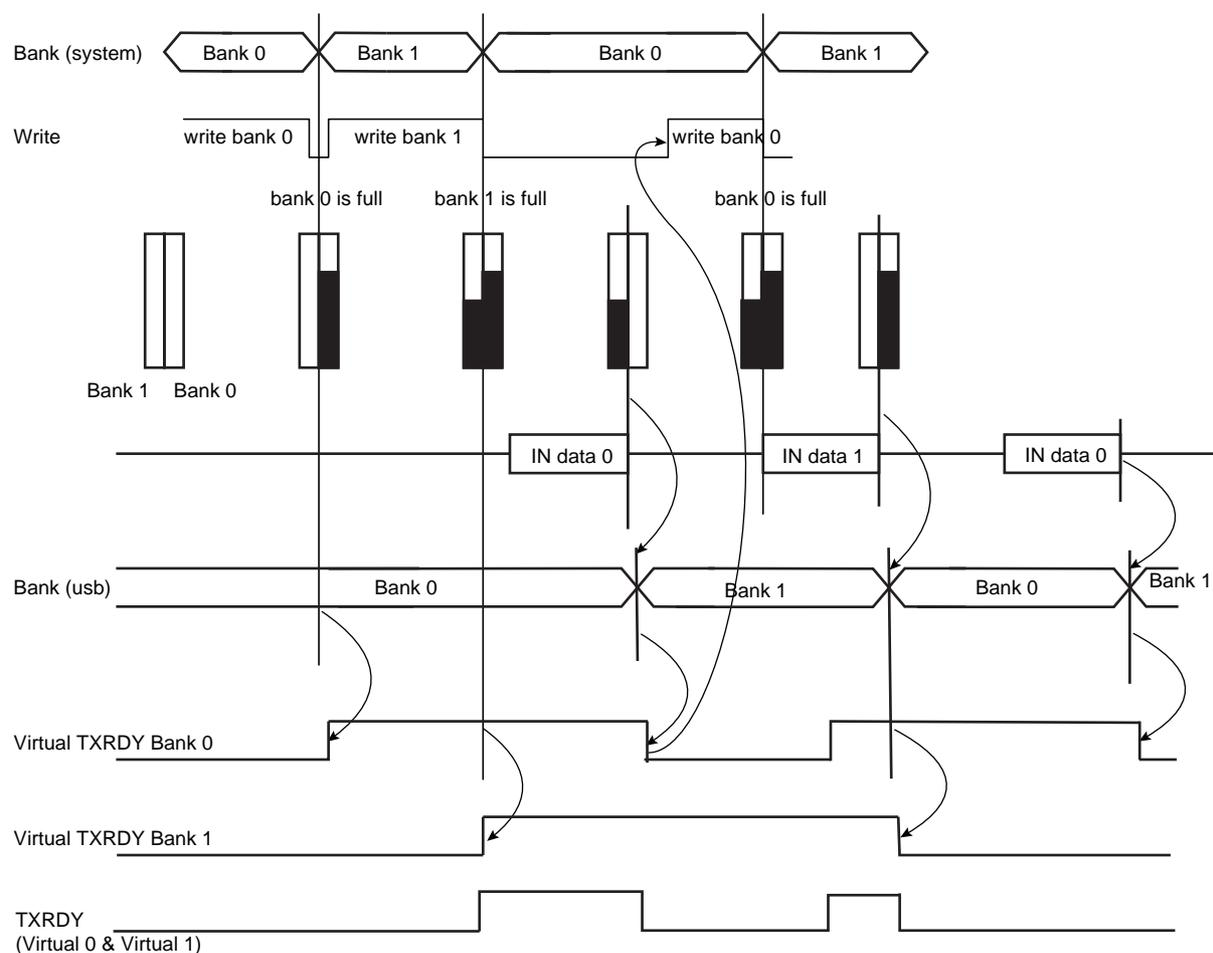 Bank (system)
Bank 0
Bank 1
Bank 0
Bank 1
Write
write bank 0
write bank 1
write bank 0
bank 0 is full
bank 1 is full
bank 0 is full
Bank 1
Bank 0
IN data 0
IN data 1
IN data 0
Bank (usb)
Bank 0
Bank 1
Bank 0
Bank 1
Virtual TXRDY Bank 0
Virtual TXRDY Bank 1
TXRDY
(Virtual 0 & Virtual 1)